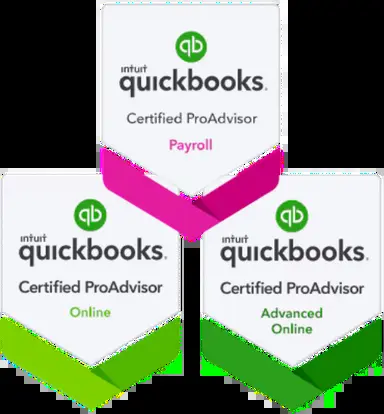 qb
intuit
quickbooks.
Certified ProAdvisor
Payroll
qb
intuit
quickbooks.
Certified ProAdvisor
Online
qb
intuit
quickbooks.
Certified ProAdvisor
Advanced
Online